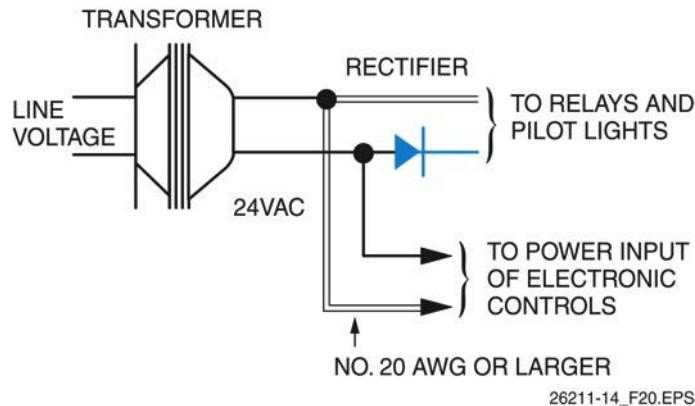 TRANSFORMER
RECTIFIER
LINE
VOLTAGE
TO RELAYS AND
PILOT LIGHTS
24VAC
TO POWER INPUT
OF ELECTRONIC
CONTROLS
NO. 20 AWG OR LARGER
26211-14_F20.EPS